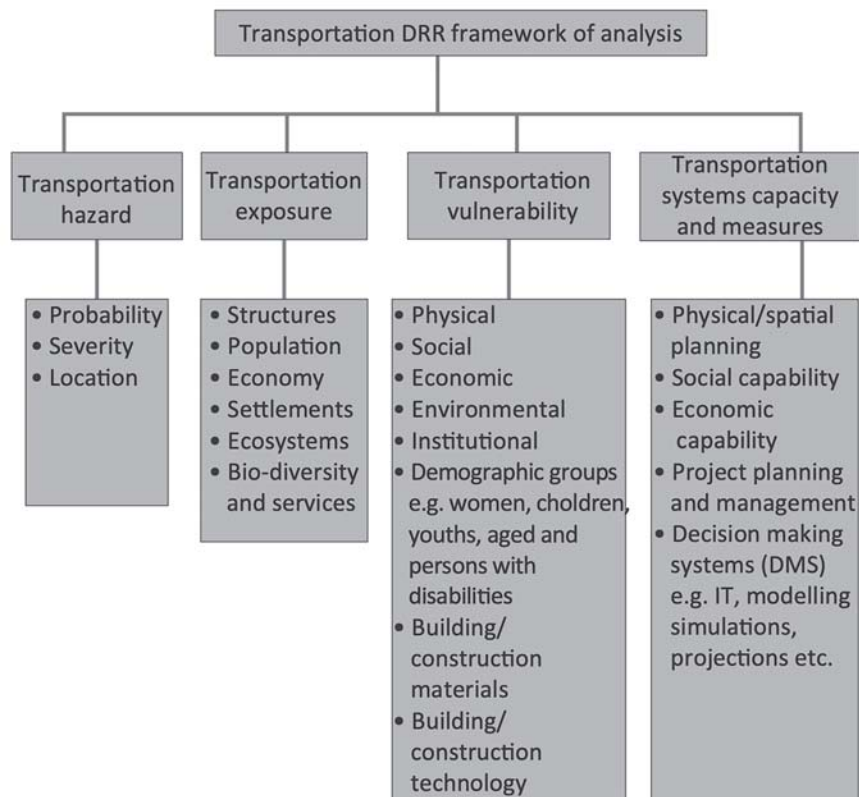 Transportation DRR framework of analysis
Transportation
hazard
• Probability
• Severity
• Location
Transportation
exposure
• Structures
• Population
• Economy
• Settlements
• Ecosystems
• Bio-diversity
and services
Transportation
vulnerability
• Physical
• Social
• Economic
• Environmental
• Institutional
• Demographic groups
e.g. women, choldren,
youths, aged and
persons with
disabilities
• Building/
construction
materials
• Building/
construction
technology
Transportation
systems capacity
and measures
• Physical/spatial
planning
• Social capability
• Economic
capability
• Project planning
and management
• Decision making
systems (DMS)
e.g. IT, modelling
simulations,
projections etc.